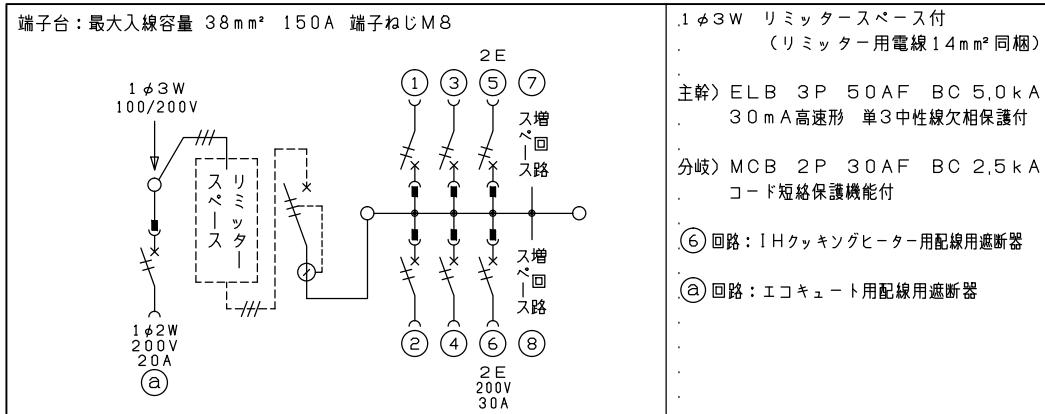 端子台：最大入線容量 38mm² 150A 端子ねじM8
2E
① ③ ⑤ ⑦
1φ3W
100/200V
増回路
スペース
リミッター
スペース
増回路
スペース
1φ2W
200V
20A
ⓐ
② ④ ⑥ ⑧
2E
200V
30A
1φ3W リミッタースペース付
（リミッター用電線14mm²同梱）
主幹）ELB 3P 50AF BC 5,0kA
30mA高速形 単3中性線欠相保護付
分岐）MCB 2P 30AF BC 2,5kA
コード短絡保護機能付
⑥回路：IHクッキングヒーター用配線用遮断器
ⓐ回路：エコキュート用配線用遮断器